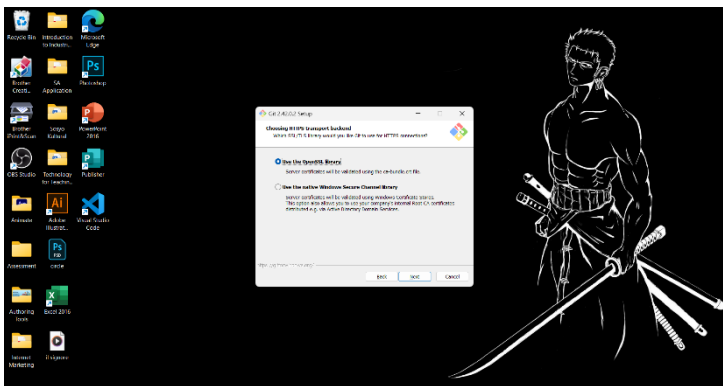 Recycle Bin
Introduction
to Industri...
Microsoft
Edge
Brother
Creati...
SA
Application
Photoshop
Brother
iPrint&Scan
Sosyo
Kultural
PowerPoint
2016
OBS Studio
Technology
for Teachin...
Publisher
Animate
Adobe
Illustrat...
Visual Studio
Code
Assessment
Authoring
Tools
Excel 2016
Internet
Marketing
Git 2.42.0.2 Setup
Choosing HTTPS transport backend
Which SSL/TLS library would you like Git to use for HTTPS connections?
Use the OpenSSL library
Server certificates will be validated using the ca-bundle.crt file.
Use the native Windows Secure Channel library
Server certificates will be validated using Windows Certificate Stores.
This option also allows you to use your company's internal Root CA certificates
distributed e.g. via Active Directory Domain Services.
Back
Next
Cancel